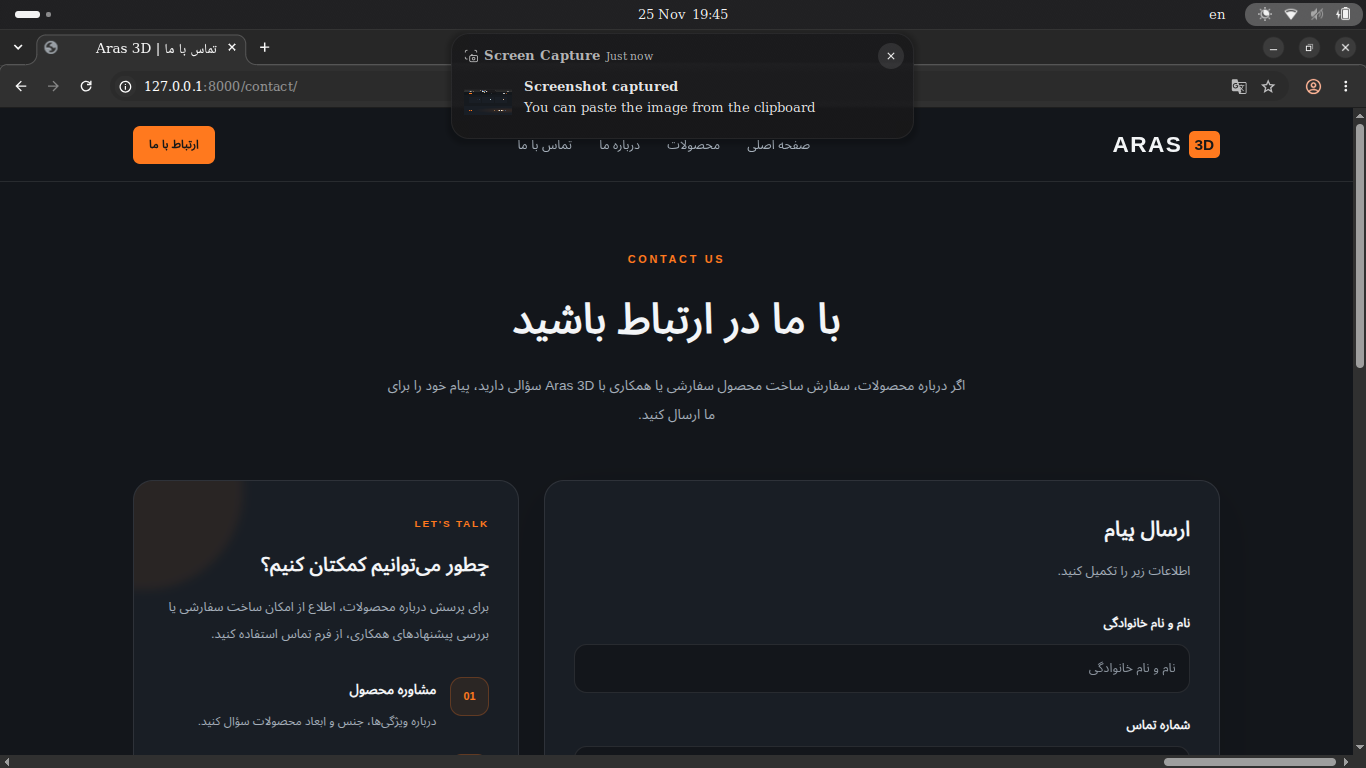 25 Nov 19:45
en
تماس با ما | Aras 3D
127.0.0.1:8000/contact/
Screen Capture Just now
Screenshot captured
You can paste the image from the clipboard
ARAS 3D
صفحه اصلی
محصولات
درباره ما
تماس با ما
ارتباط با ما
CONTACT US
با ما در ارتباط باشید
اگر درباره محصولات، سفارش ساخت محصول سفارشی یا همکاری با Aras 3D سؤالی دارید، پیام خود را برای
ما ارسال کنید.
ارسال پیام
اطلاعات زیر را تکمیل کنید.
نام و نام خانوادگی
نام و نام خانوادگی
شماره تماس
LET'S TALK
چطور می‌توانیم کمکتان کنیم؟
برای پرسش درباره محصولات، اطلاع از امکان ساخت سفارشی یا
بررسی پیشنهادهای همکاری، از فرم تماس استفاده کنید.
01
مشاوره محصول
درباره ویژگی‌ها، جنس و ابعاد محصولات سؤال کنید.